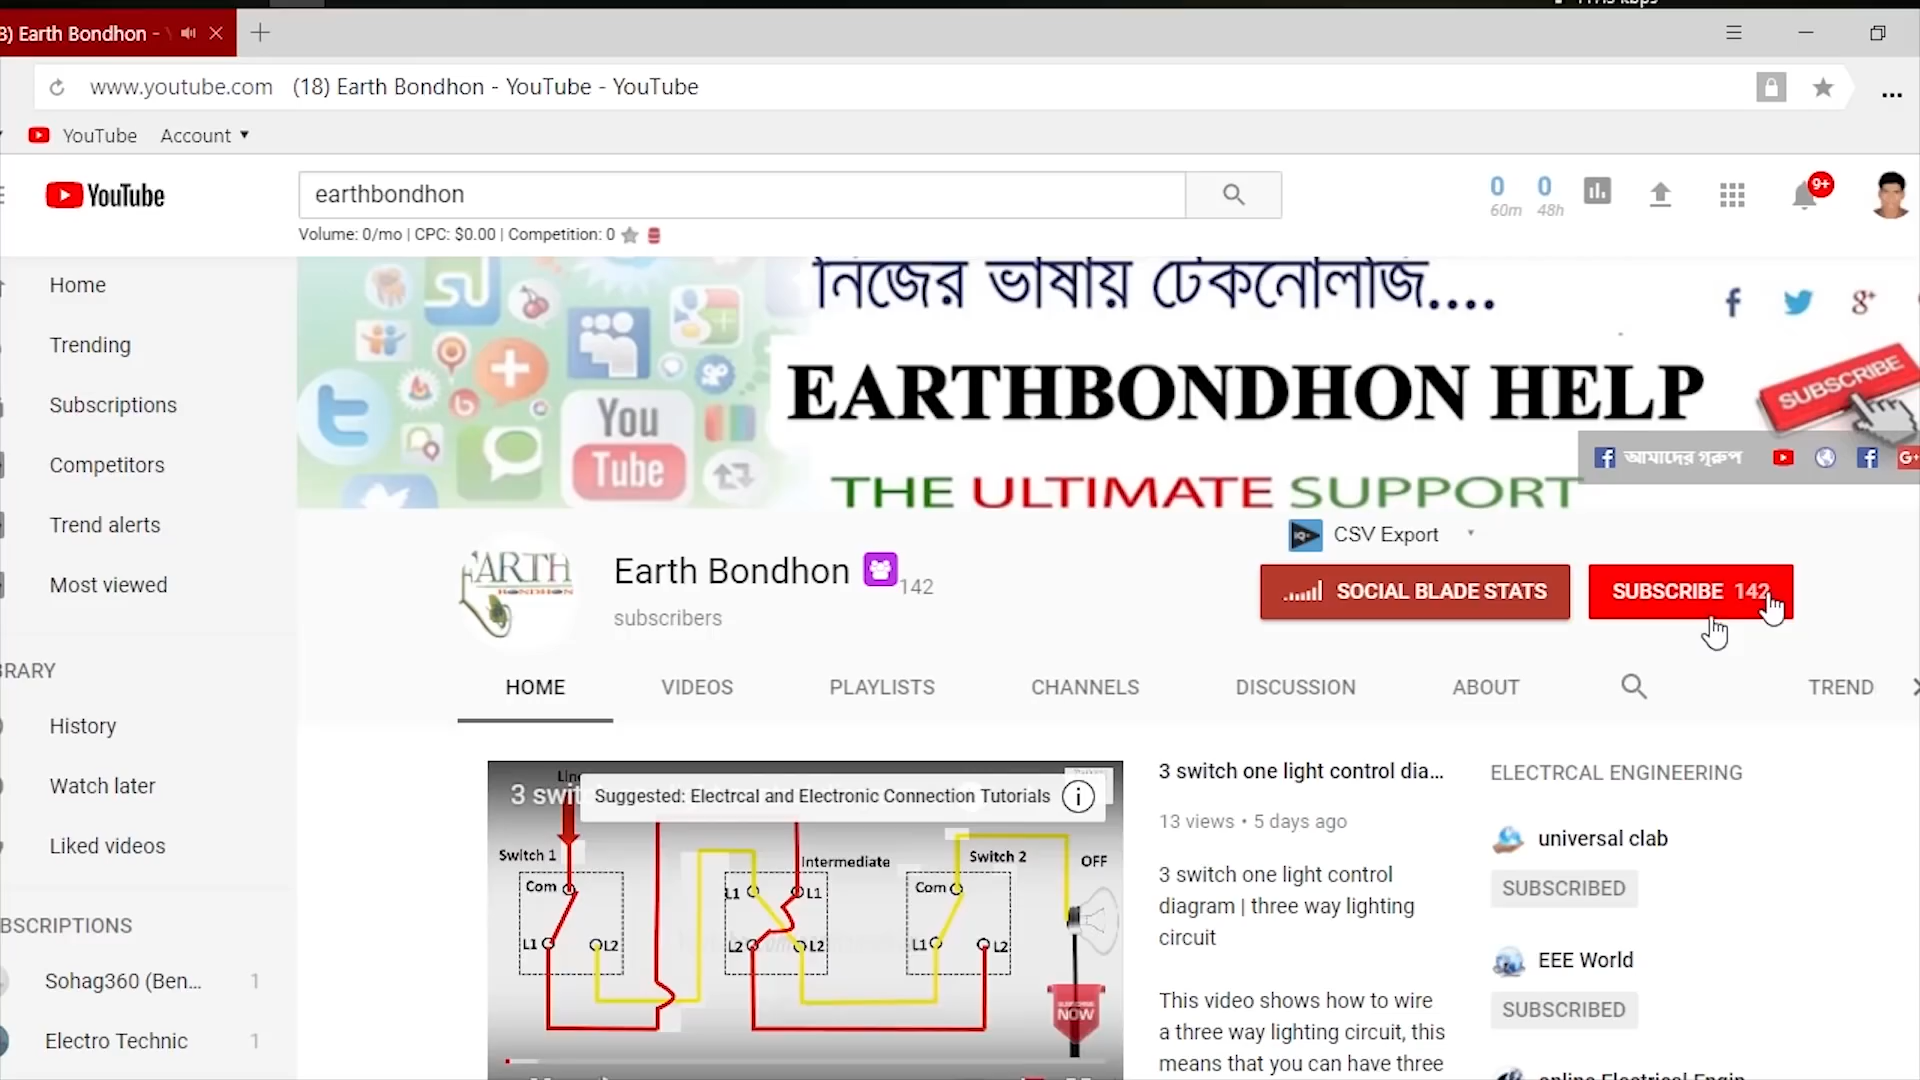 Earth Bondhon -
www.youtube.com (18) Earth Bondhon - YouTube - YouTube
YouTube Account
YouTube
earthbondhon
0 0
60m 48h
9+
Volume: 0/mo | CPC: $0.00 | Competition: 0
Home
Trending
Subscriptions
Competitors
Trend alerts
Most viewed
History
Watch later
Liked videos
Sohag360 (Ben... 1
Electro Technic 1
নিজের ভাষায় টেকনোলজি....
EARTHBONDHON HELP
SUBSCRIBE
You
Tube
THE ULTIMATE SUPPORT
আমাদের গ্রুপ
CSV Export
EARTH
BONDHON
Earth Bondhon 142
subscribers
SOCIAL BLADE STATS
SUBSCRIBE 142
HOME VIDEOS PLAYLISTS CHANNELS DISCUSSION ABOUT TREND
Suggested: Electrcal and Electronic Connection Tutorials
Switch 1 Intermediate Switch 2 OFF
Com L1 L1 Com
L1 L2 L2 L2 L1 L2
SUBSCRIBE
NOW
3 switch one light control dia...
13 views • 5 days ago
3 switch one light control
diagram | three way lighting
circuit
This video shows how to wire
a three way lighting circuit, this
means that you can have three
ELECTRCAL ENGINEERING
universal clab
SUBSCRIBED
EEE World
SUBSCRIBED